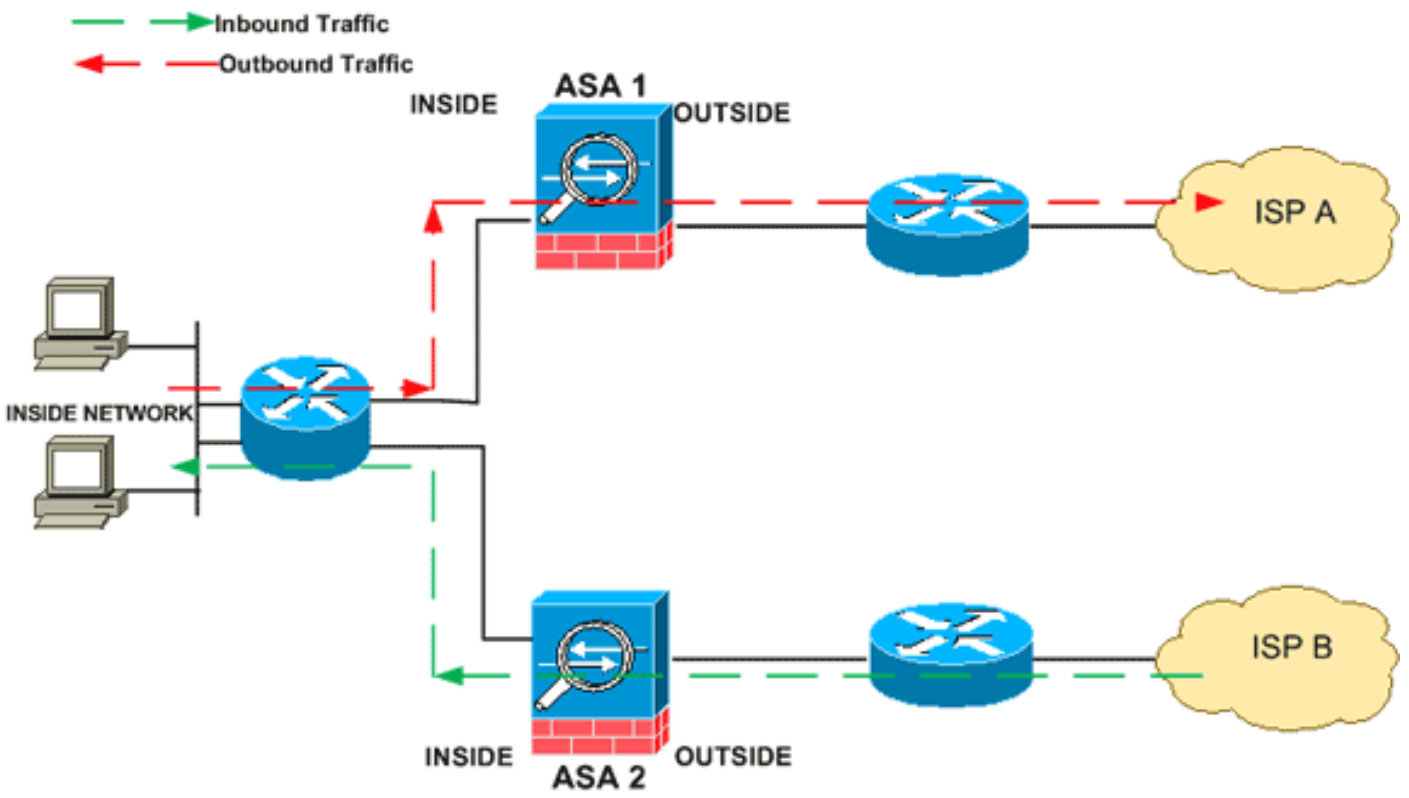 Inbound Traffic
Outbound Traffic
ASA 1
INSIDE
OUTSIDE
ISP A
INSIDE NETWORK
ISP B
INSIDE
OUTSIDE
ASA 2